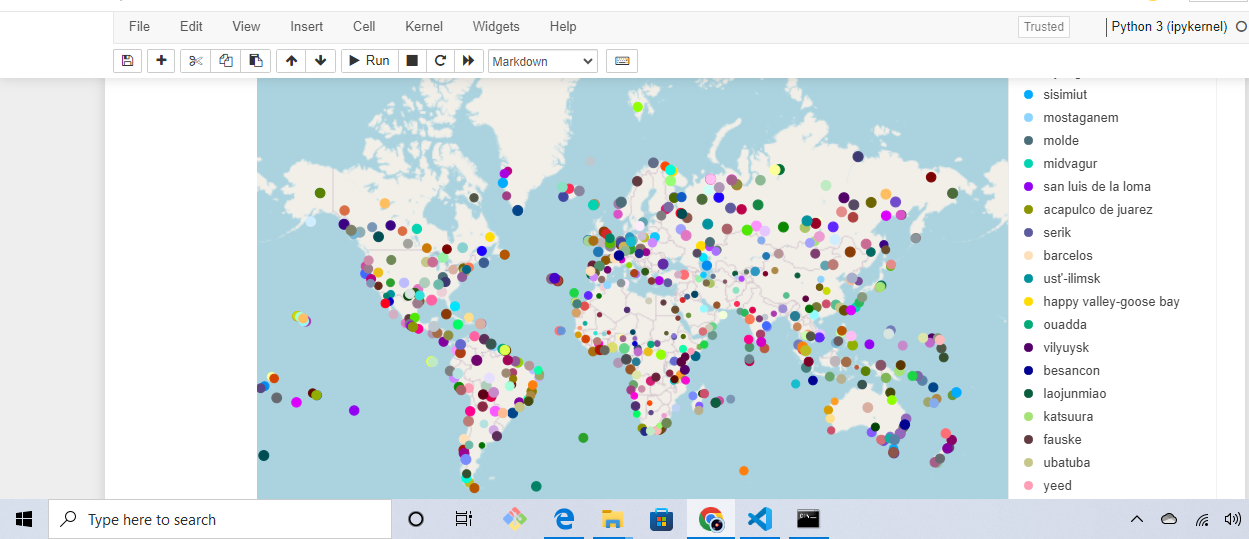 File Edit View Insert Cell Kernel Widgets Help Trusted Python 3 (ipykernel)
Run Markdown
sisimiut
mostaganem
molde
midvagur
san luis de la loma
acapulco de juarez
serik
barcelos
ust'-ilimsk
happy valley-goose bay
ouadda
vilyuysk
besancon
laojunmiao
katsuura
fauske
ubatuba
yeed
Type here to search